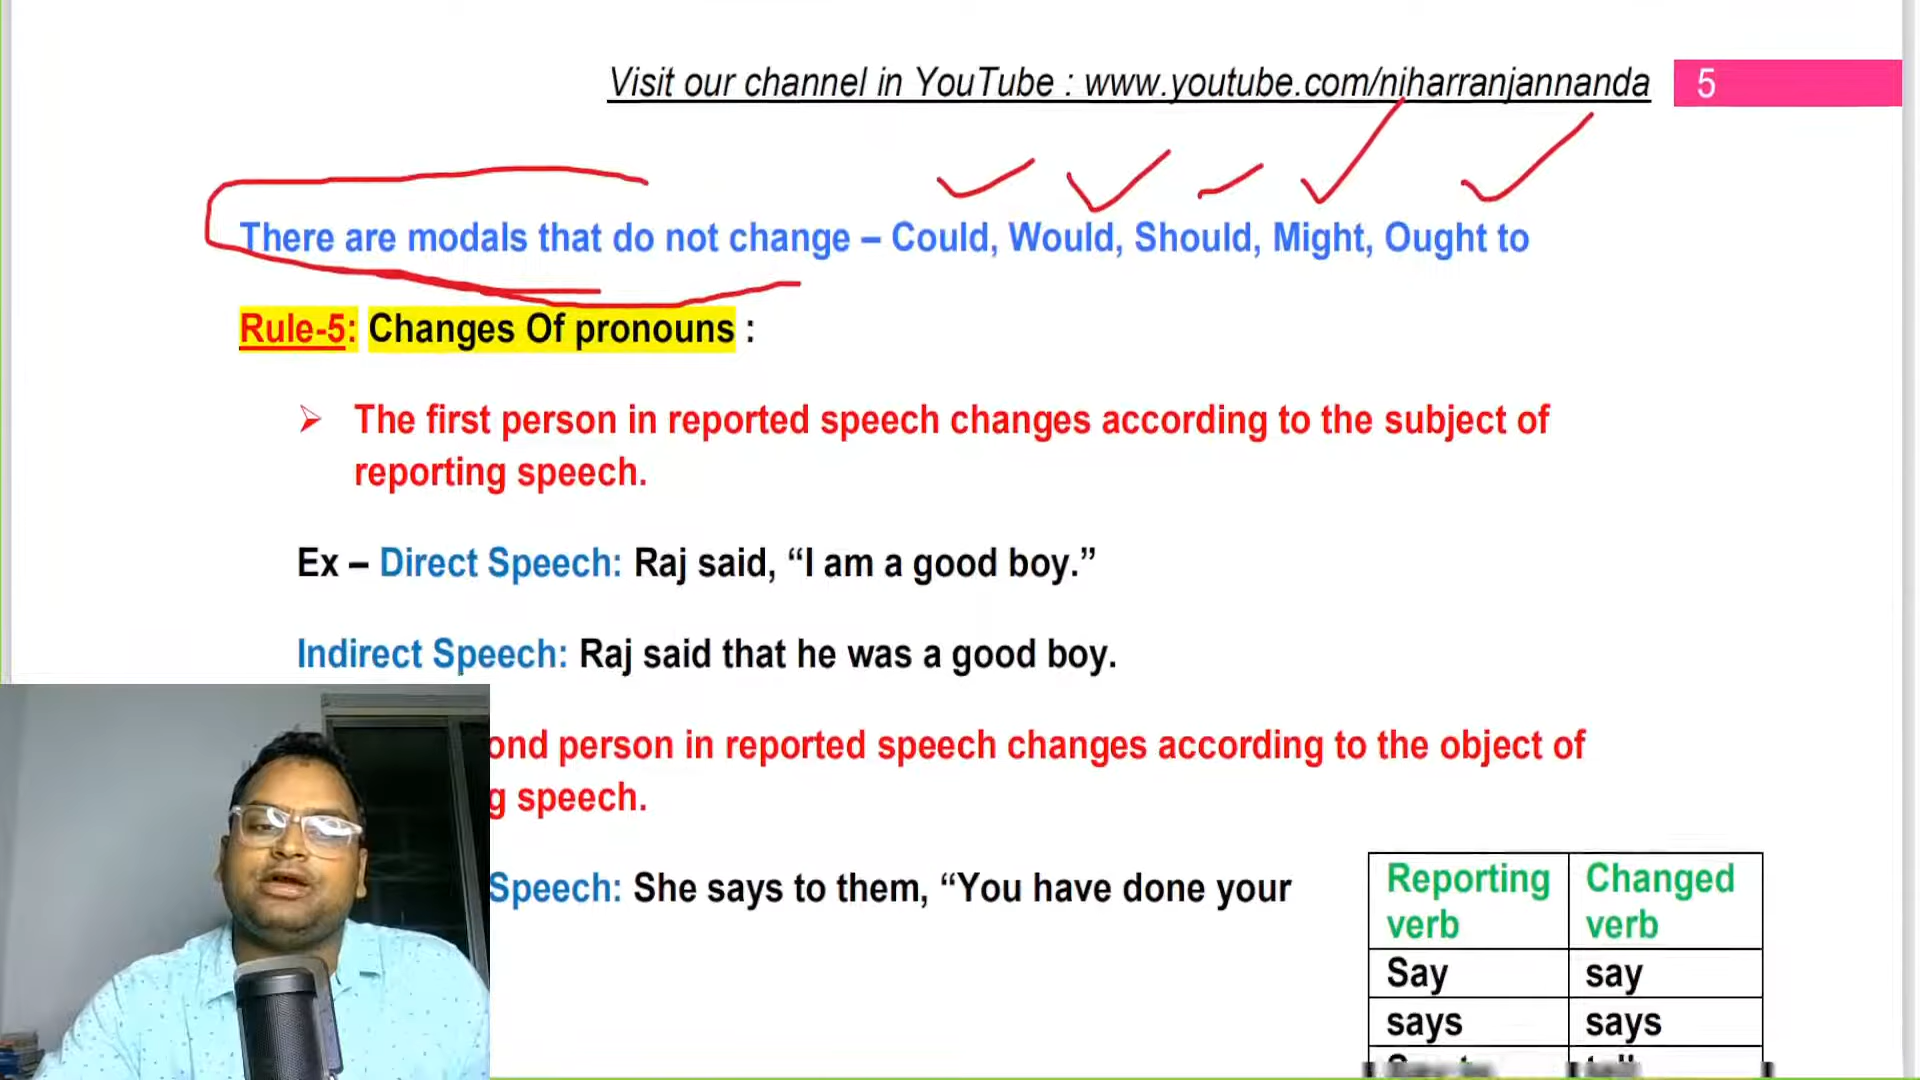 Visit our channel in YouTube : www.youtube.com/niharranjannanda
5
There are modals that do not change – Could, Would, Should, Might, Ought to
Rule-5: Changes Of pronouns :
➢ The first person in reported speech changes according to the subject of
reporting speech.
Ex – Direct Speech: Raj said, “I am a good boy.”
Indirect Speech: Raj said that he was a good boy.
ond person in reported speech changes according to the object of
g speech.
Speech: She says to them, “You have done your
Reporting verb Changed verb
Say say
says says